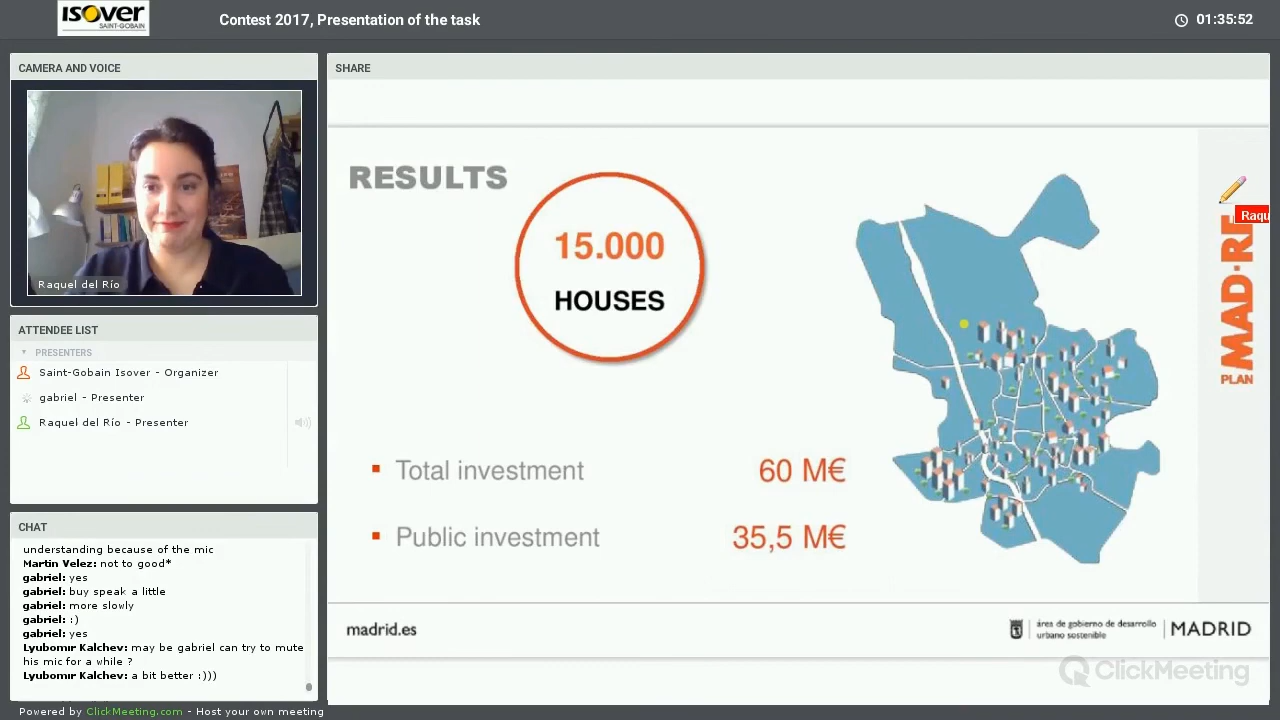 isover
SAINT-GOBAIN
Contest 2017, Presentation of the task
01:35:52
CAMERA AND VOICE
Raquel del Río
ATTENDEE LIST
PRESENTERS
Saint-Gobain Isover - Organizer
gabriel - Presenter
Raquel del Río - Presenter
CHAT
understanding because of the mic
Martin Velez: not to good*
gabriel: yes
gabriel: buy speak a little
gabriel: more slowly
gabriel: :)
gabriel: yes
Lyubomir Kalchev: may be gabriel can try to mute
his mic for a while ?
Lyubomir Kalchev: a bit better :)))
Powered by ClickMeeting.com - Host your own meeting
SHARE
RESULTS
15.000
HOUSES
Total investment 60 M€
Public investment 35,5 M€
Raqu
PLAN MAD-RE
madrid.es
área de gobierno de desarrollo
urbano sostenible
MADRID
ClickMeeting